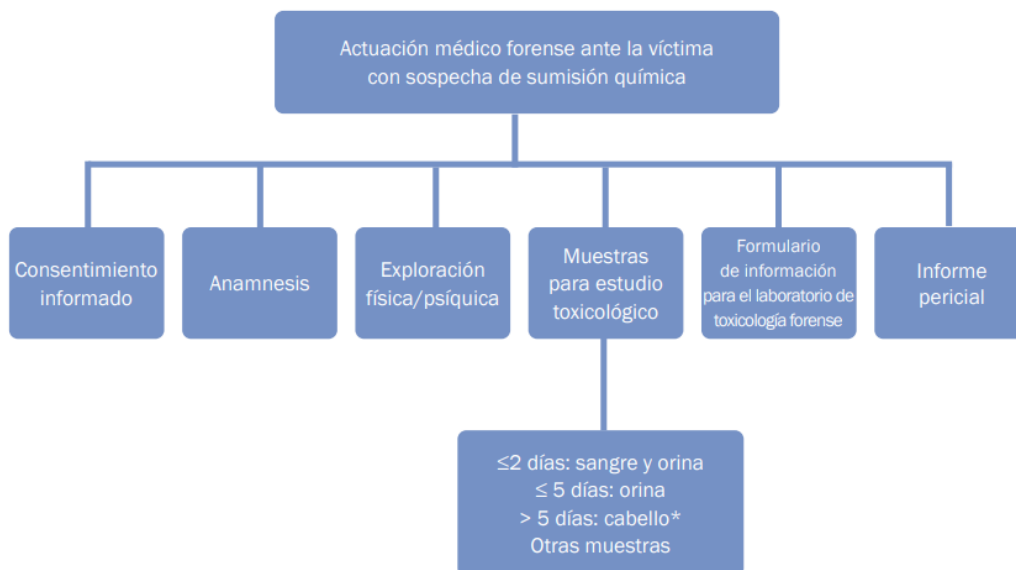 Actuación médico forense ante la víctima
con sospecha de sumisión química
Consentimiento
informado
Anamnesis
Exploración
física/psíquica
Muestras
para estudio
toxicológico
Formulario
de información
para el laboratorio de
toxicología forense
Informe
pericial
≤2 días: sangre y orina
≤ 5 días: orina
> 5 días: cabello*
Otras muestras